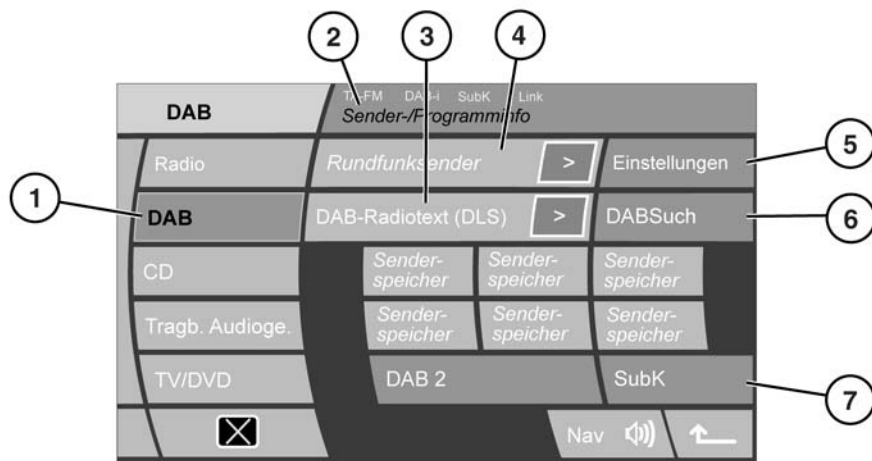 2
3
4
DAB
TA-FM DAB-i SubK Link
Sender-/Programminfo
Radio
Rundfunksender
>
Einstellungen
5
1
DAB
DAB-Radiotext (DLS)
>
DABSuch
6
CD
Sender-
speicher
Sender-
speicher
Sender-
speicher
Tragb. Audioge.
Sender-
speicher
Sender-
speicher
Sender-
speicher
TV/DVD
DAB 2
SubK
7
Nav